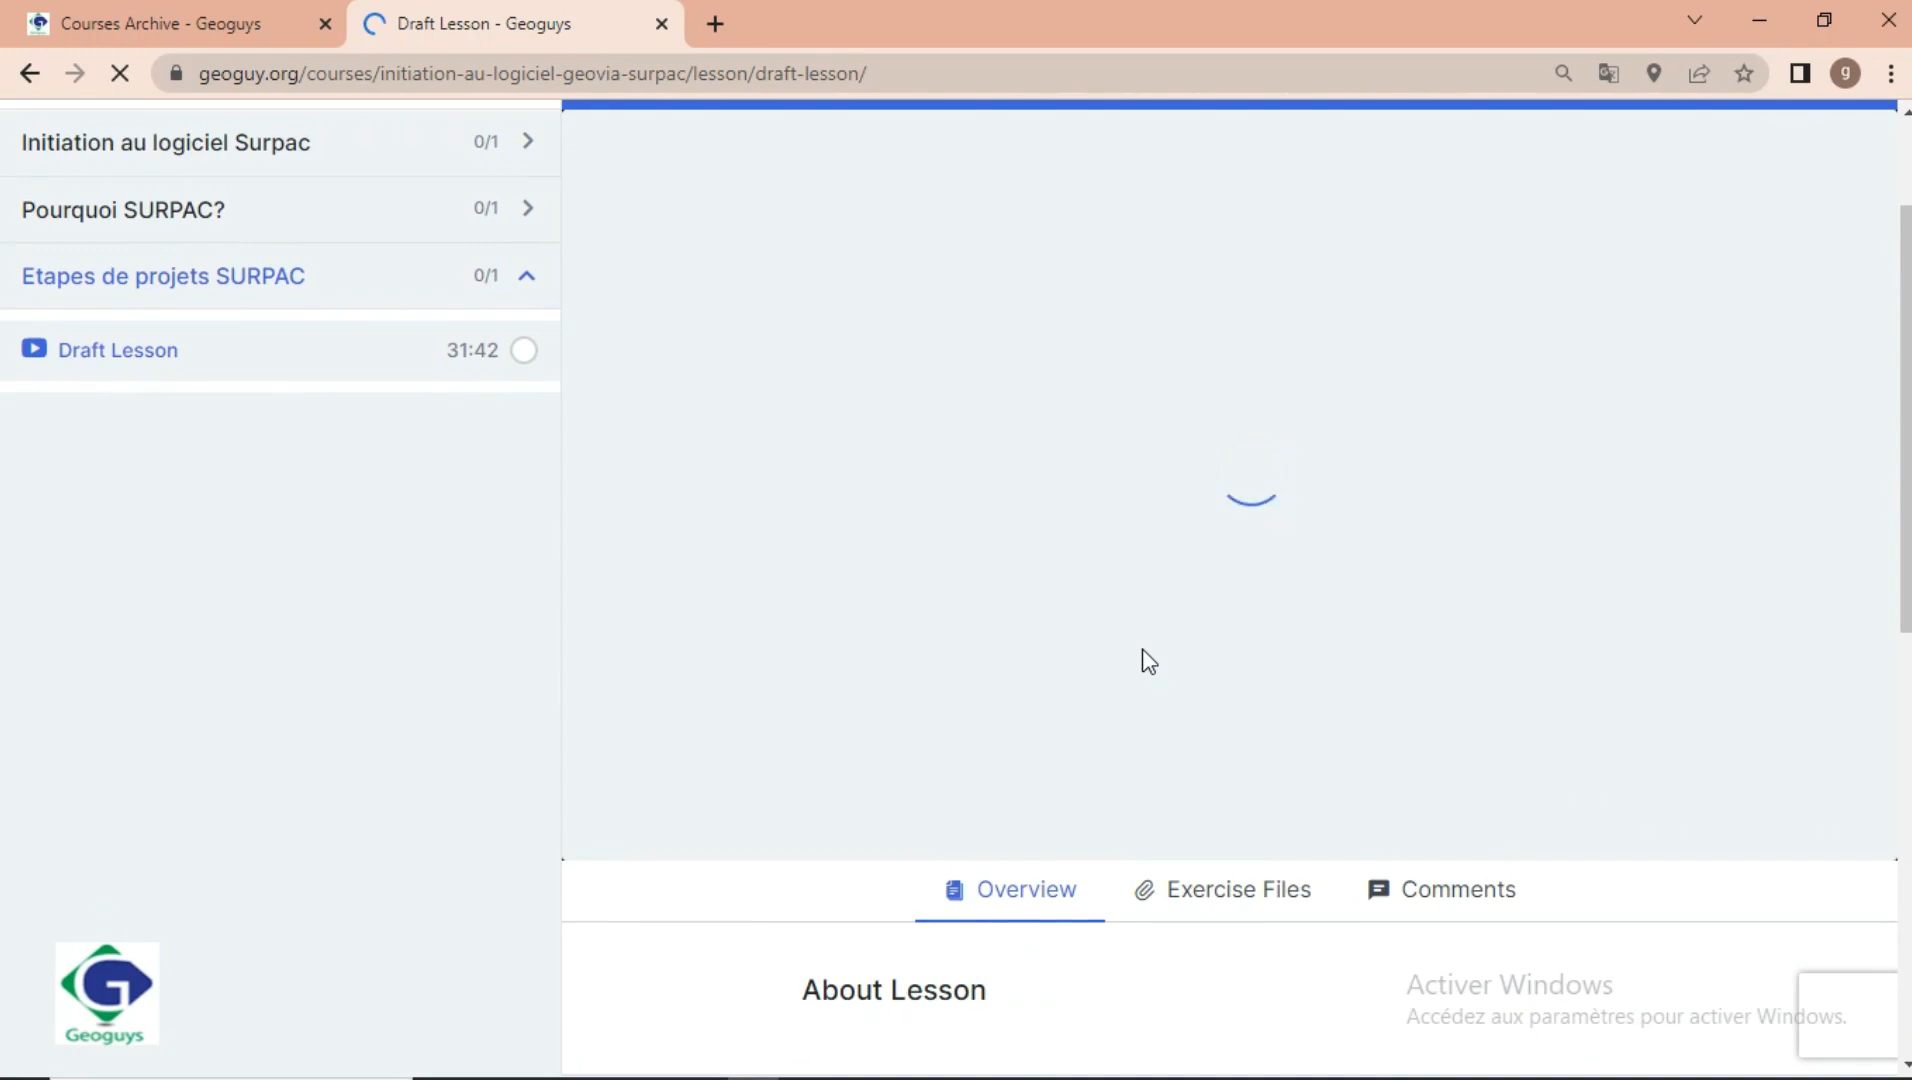 Courses Archive - Geoguys
Draft Lesson - Geoguys
geoguy.org/courses/initiation-au-logiciel-geovia-surpac/lesson/draft-lesson/
g
Initiation au logiciel Surpac 0/1
Pourquoi SURPAC? 0/1
Etapes de projets SURPAC 0/1
Draft Lesson 31:42
Overview Exercise Files Comments
About Lesson
Activer Windows
Accédez aux paramètres pour activer Windows.
G
Geoguys